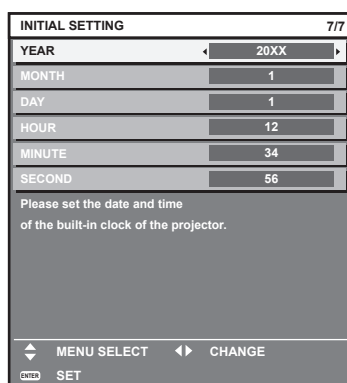 INITIAL SETTING 7/7
YEAR 20XX
MONTH 1
DAY 1
HOUR 12
MINUTE 34
SECOND 56
Please set the date and time
of the built-in clock of the projector.
MENU SELECT CHANGE
ENTER SET